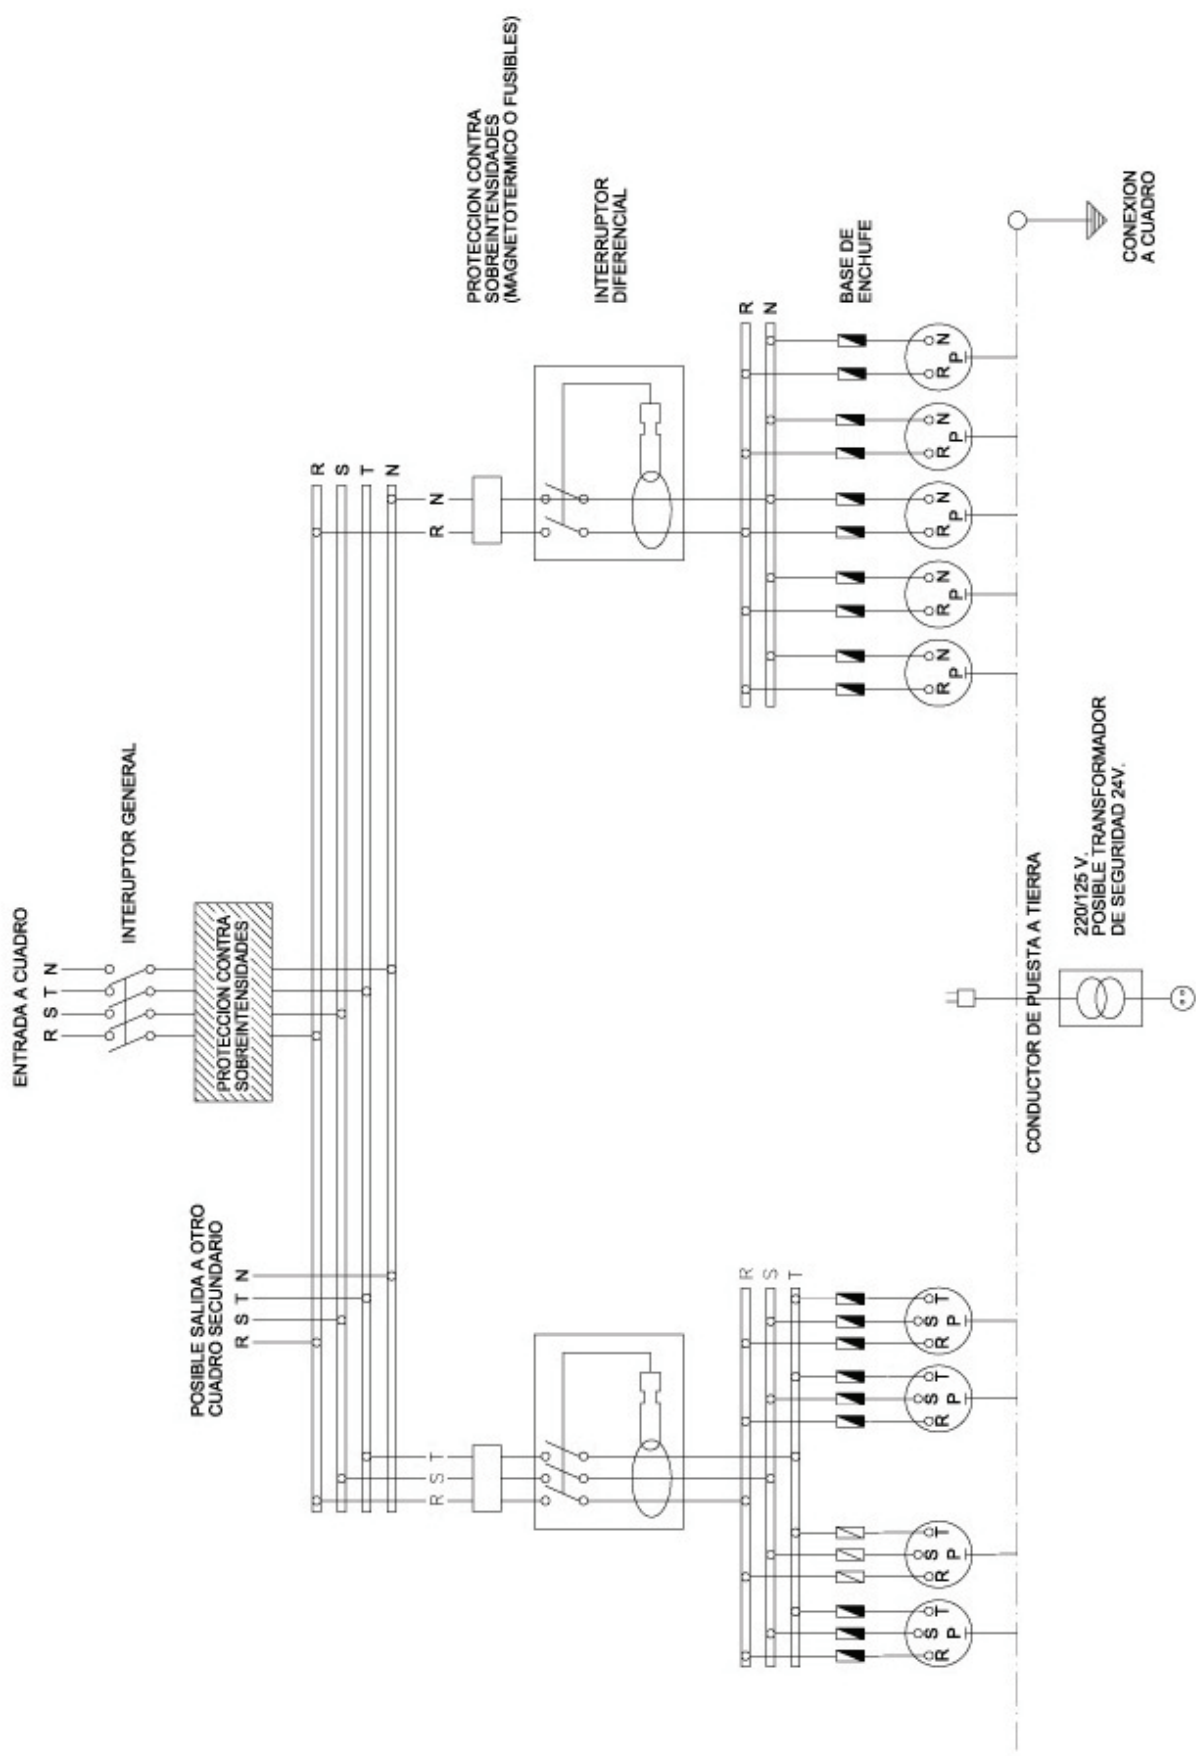 ENTRADA A CUADRO
R S T N
INTERUPTOR GENERAL
POSIBLE SALIDA A OTRO
CUADRO SECUNDARIO
R S T N
PROTECCION CONTRA
SOBREINTENSIDADES
R
S
T
N
R S T
R N
PROTECCION CONTRA
SOBREINTENSIDADES
(MAGNETOTERMICO O FUSIBLES)
INTERRUPTOR
DIFERENCIAL
R
S
T
R
N
BASE DE
ENCHUFE
R S T
P
R S T
P
R S T
P
R S T
P
R N
P
R N
P
R N
P
R N
P
R N
P
CONDUCTOR DE PUESTA A TIERRA
220/125 V.
POSIBLE TRANSFORMADOR
DE SEGURIDAD 24V.
CONEXION
A CUADRO